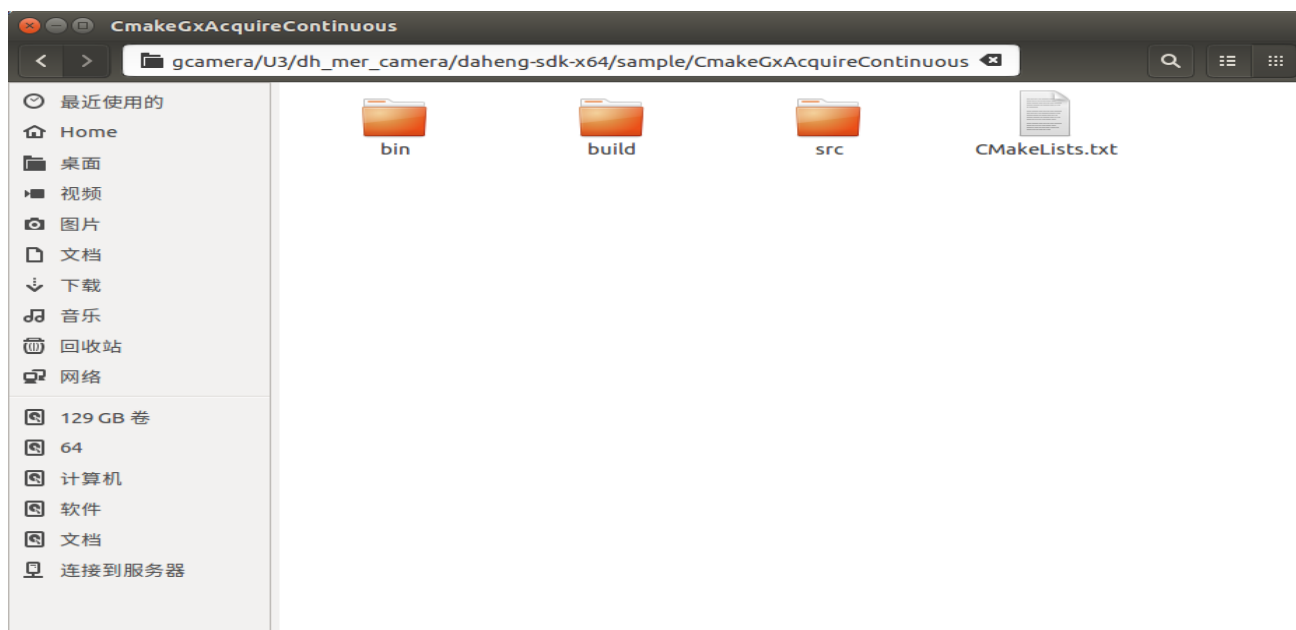 CmakeGxAcquireContinuous
gcamera/U3/dh_mer_camera/daheng-sdk-x64/sample/CmakeGxAcquireContinuous
最近使用的
Home
桌面
视频
图片
文档
下载
音乐
回收站
网络
129 GB 卷
64
计算机
软件
文档
连接到服务器
bin
build
src
CMakeLists.txt